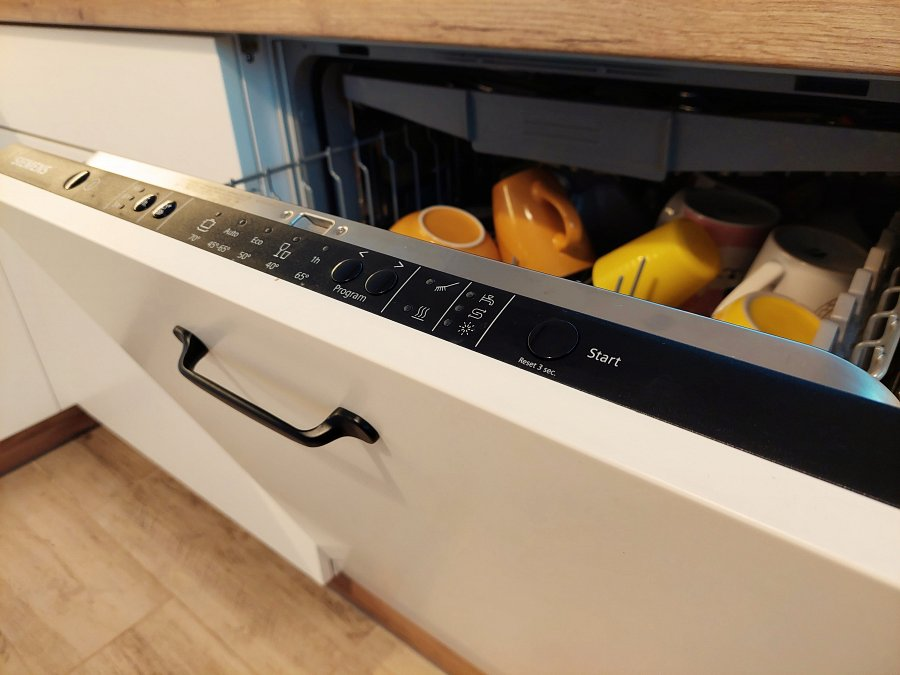 SIEMENS
70°
Auto
45°-65°
Eco
50°
40°
1h
65°
< >
Program
Reset 3 sec.
Start